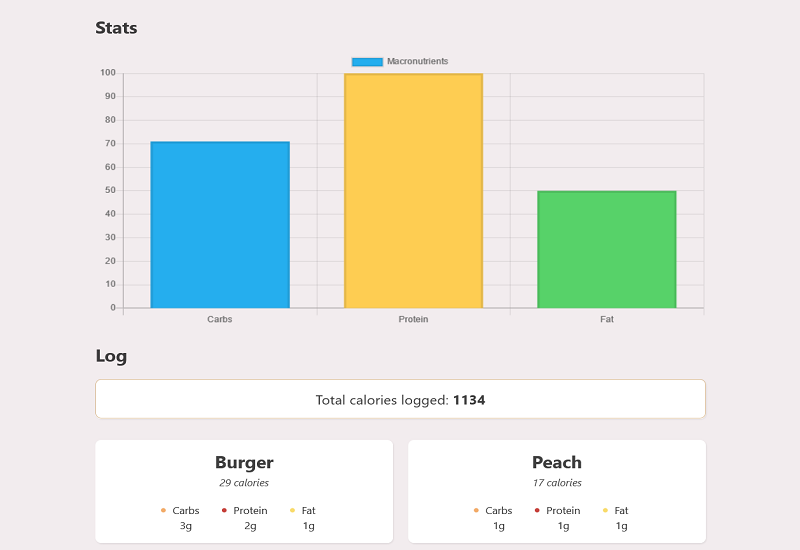 Stats
Macronutrients
100
90
80
70
60
50
40
30
20
10
0
Carbs Protein Fat
Log
Total calories logged: 1134
Burger
29 calories
Carbs Protein Fat
3g 2g 1g
Peach
17 calories
Carbs Protein Fat
1g 1g 1g